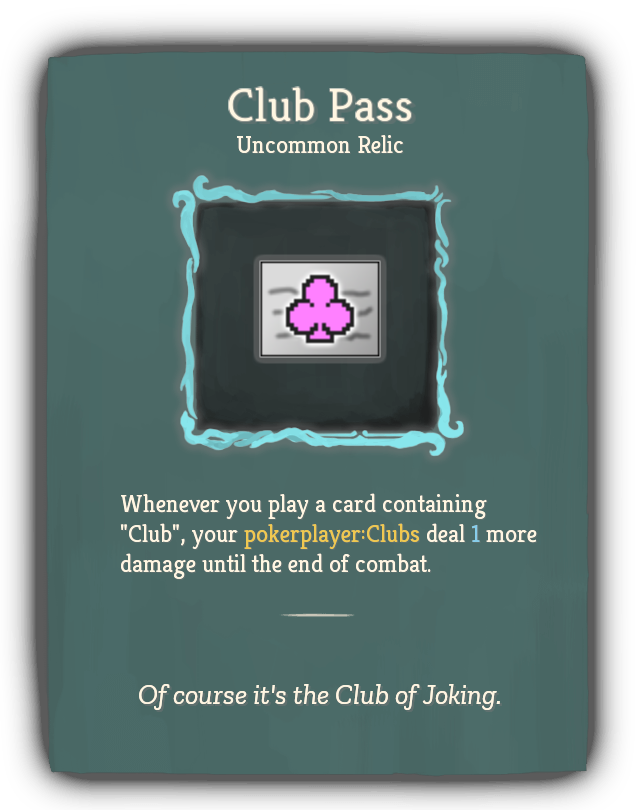 Club Pass
Uncommon Relic
Whenever you play a card containing
"Club", your pokerplayer:Clubs deal 1 more
damage until the end of combat.
Of course it's the Club of Joking.